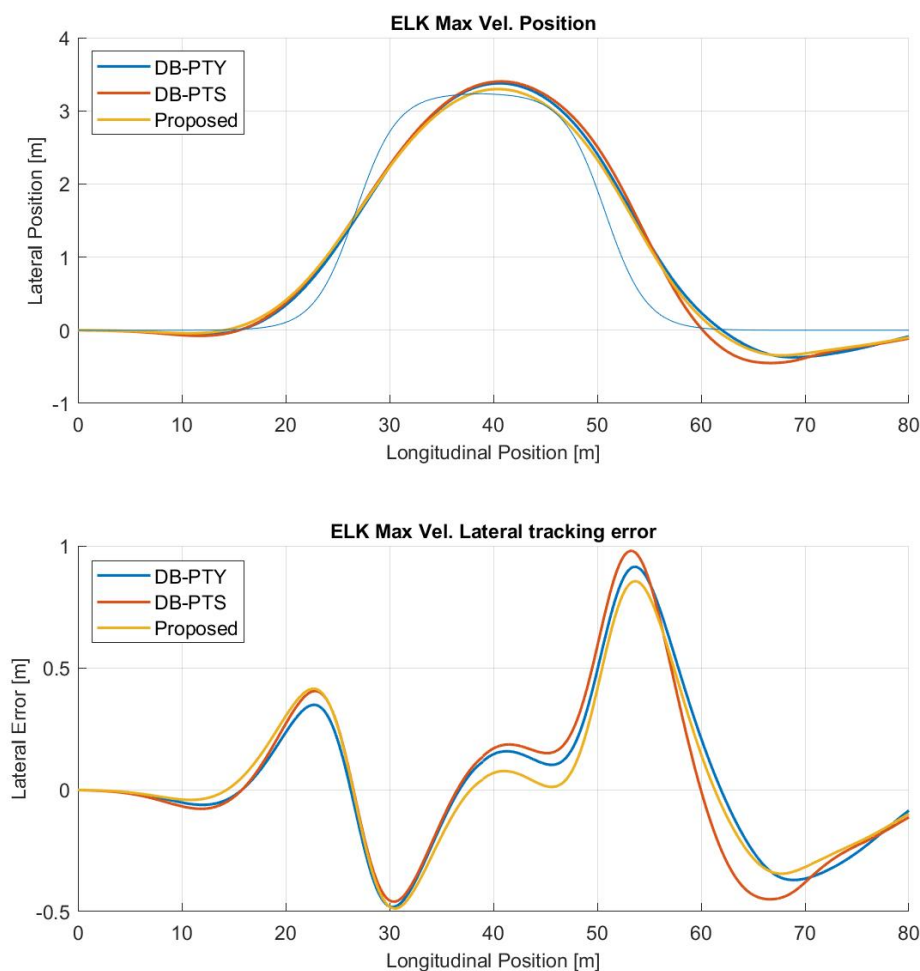 ELK Max Vel. Position
4
3
2
1
0
-1
Lateral Position [m]
DB-PTY
DB-PTS
Proposed
0 10 20 30 40 50 60 70 80
Longitudinal Position [m]
ELK Max Vel. Lateral tracking error
1
0.5
0
-0.5
Lateral Error [m]
DB-PTY
DB-PTS
Proposed
0 10 20 30 40 50 60 70 80
Longitudinal Position [m]